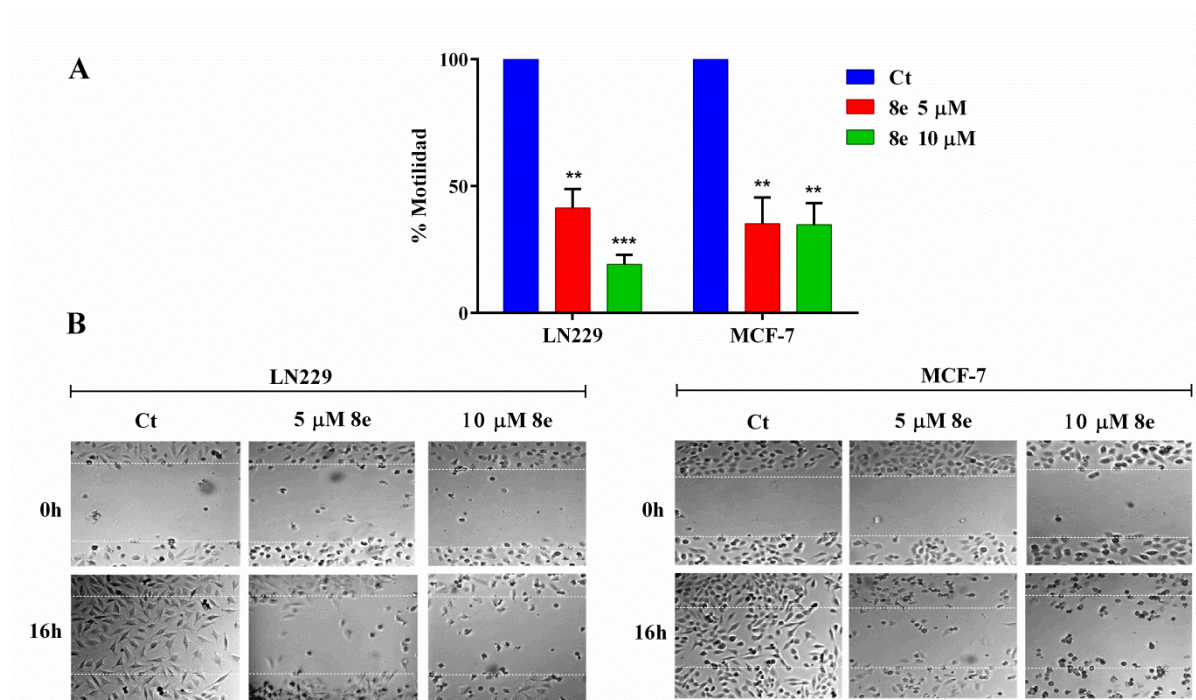 A
% Motilidad
100
50
0
**
***
**
**
LN229
MCF-7
Ct
8e 5 μM
8e 10 μM
B
LN229
Ct
5 μM 8e
10 μM 8e
0h
16h
MCF-7
Ct
5 μM 8e
10 μM 8e
0h
16h